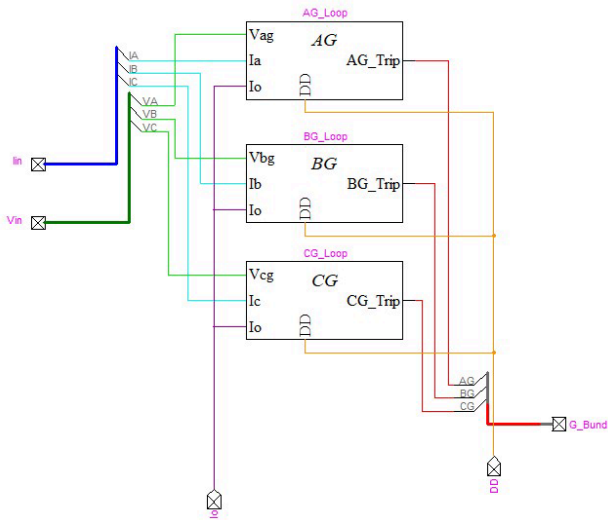 AG_Loop
Vag
AG
Ia
AG_Trip
Io
DD
IA
IB
IC
VA
VB
VC
BG_Loop
Vbg
BG
Ib
BG_Trip
Io
DD
Iin
Vin
CG_Loop
Vcg
CG
Ic
CG_Trip
Io
DD
AG
BG
CG
G_Bund
DD
Io